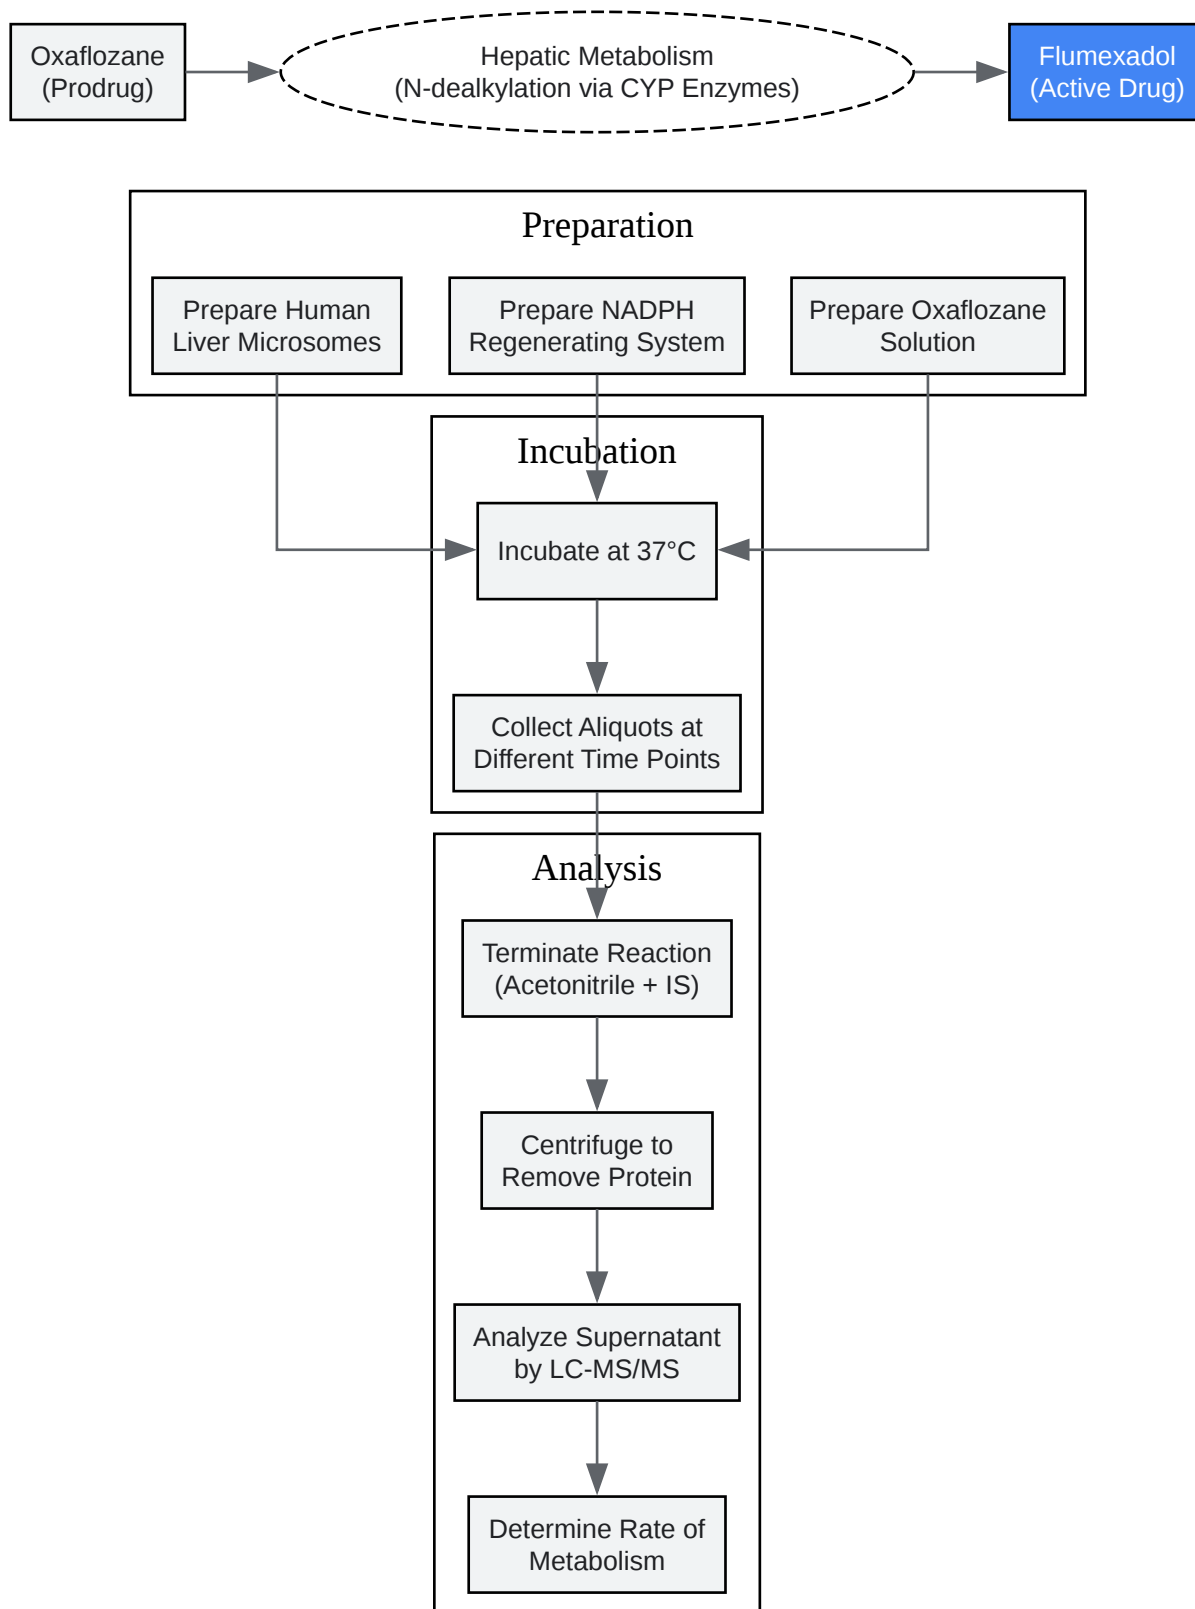 Oxaflozane
(Prodrug)
Hepatic Metabolism
(N-dealkylation via CYP Enzymes)
Flumexadol
(Active Drug)
Preparation
Prepare Human
Liver Microsomes
Prepare NADPH
Regenerating System
Prepare Oxaflozane
Solution
Incubation
Incubate at 37°C
Collect Aliquots at
Different Time Points
Analysis
Terminate Reaction
(Acetonitrile + IS)
Centrifuge to
Remove Protein
Analyze Supernatant
by LC-MS/MS
Determine Rate of
Metabolism